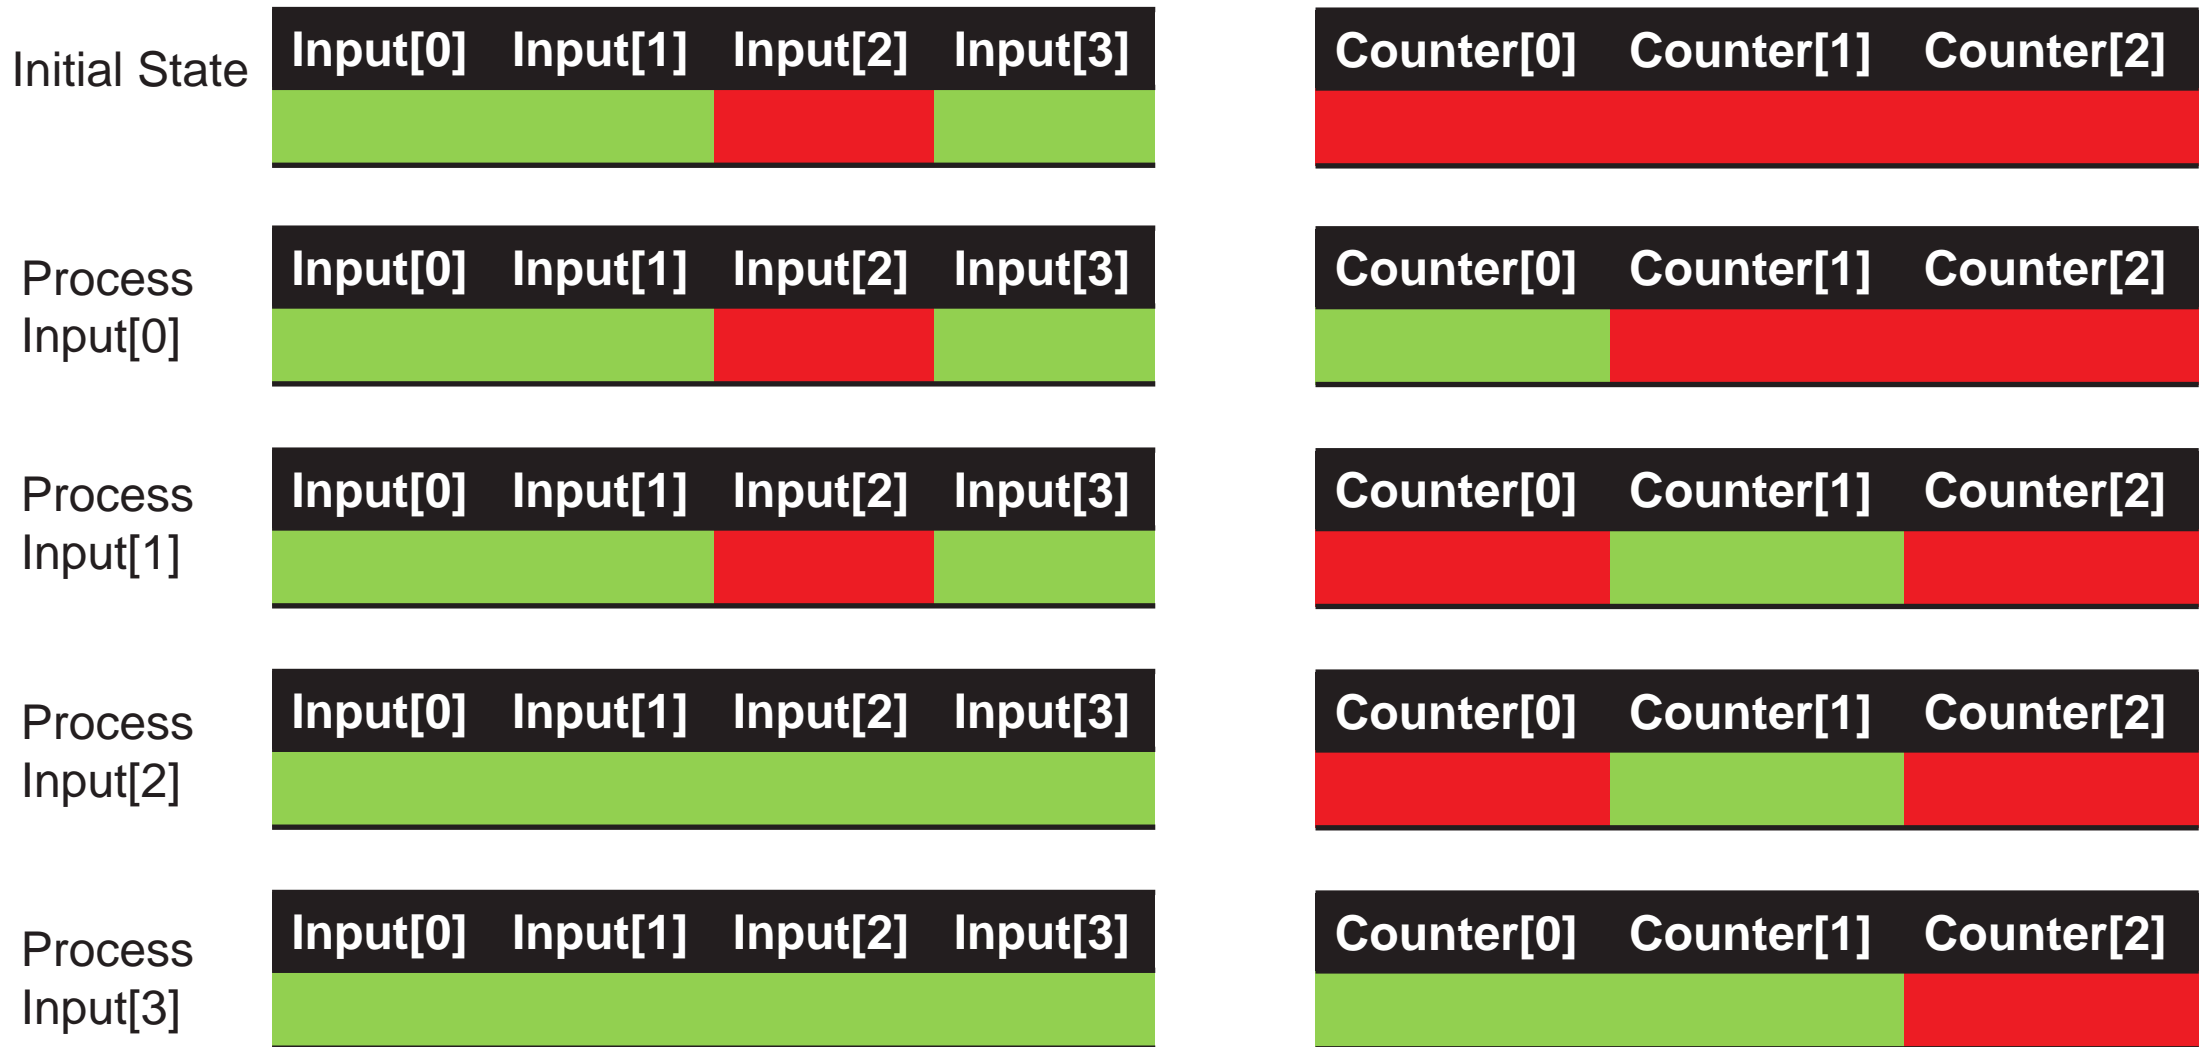 Initial State
Input[0] Input[1] Input[2] Input[3]
Counter[0] Counter[1] Counter[2]
Process
Input[0]
Input[0] Input[1] Input[2] Input[3]
Counter[0] Counter[1] Counter[2]
Process
Input[1]
Input[0] Input[1] Input[2] Input[3]
Counter[0] Counter[1] Counter[2]
Process
Input[2]
Input[0] Input[1] Input[2] Input[3]
Counter[0] Counter[1] Counter[2]
Process
Input[3]
Input[0] Input[1] Input[2] Input[3]
Counter[0] Counter[1] Counter[2]